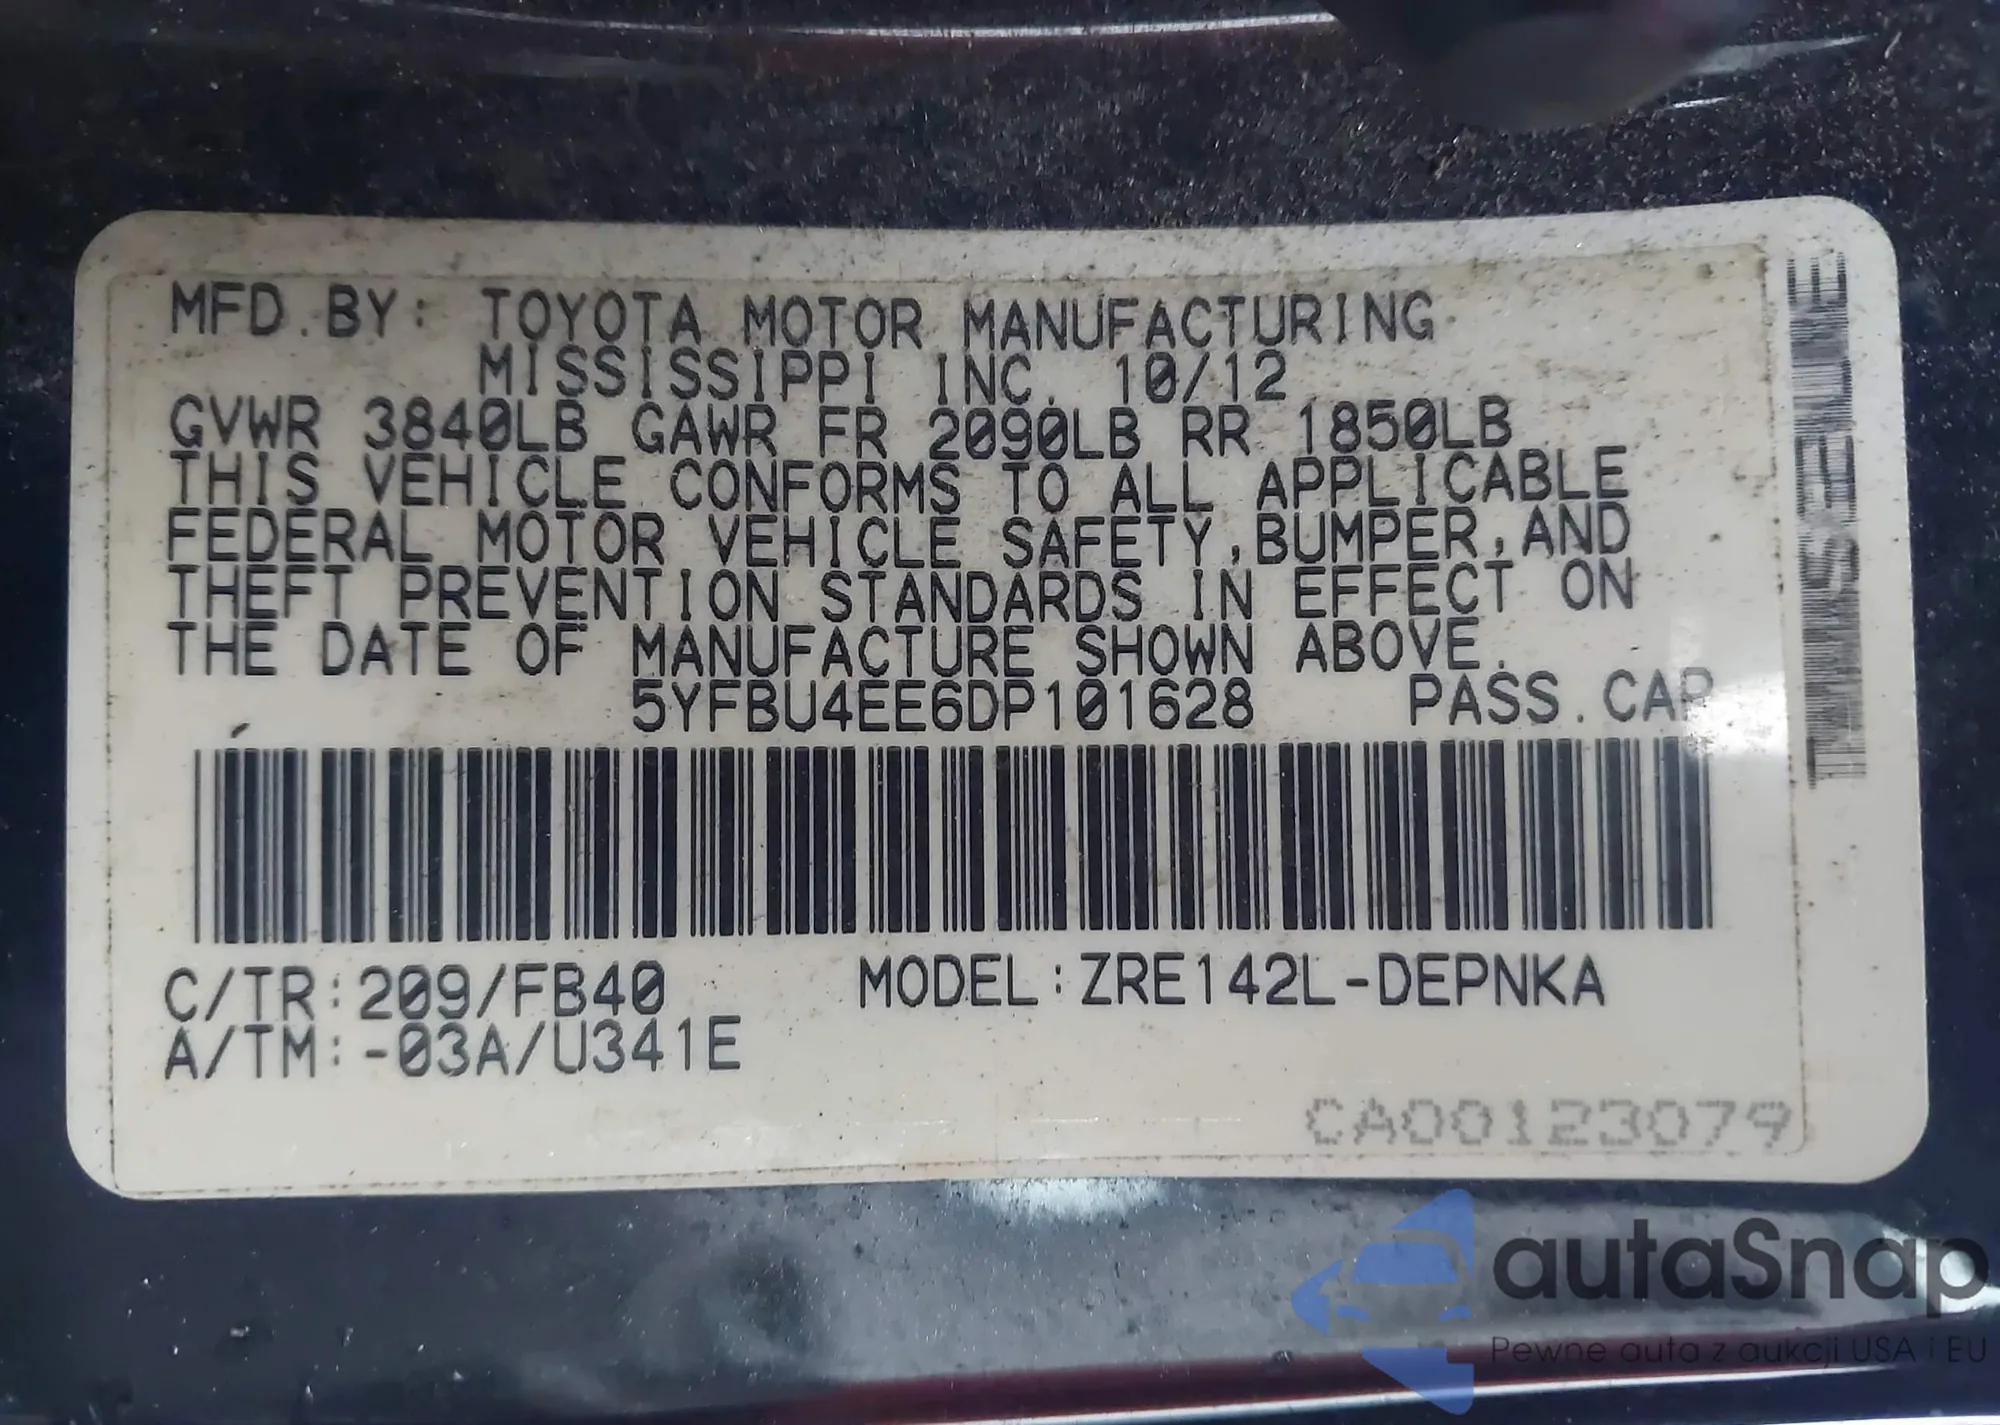 MFD.BY: TOYOTA MOTOR MANUFACTURING
MISSISSIPPI INC. 10/12
GVWR 3840LB GAWR FR 2090LB RR 1850LB
THIS VEHICLE CONFORMS TO ALL APPLICABLE
FEDERAL MOTOR VEHICLE SAFETY,BUMPER,AND
THEFT PREVENTION STANDARDS IN EFFECT ON
THE DATE OF MANUFACTURE SHOWN ABOVE.
5YFBU4EE6DP101628 PASS.CAR
C/TR:209/FB40 MODEL:ZRE142L-DEPNKA
A/TM:-03A/U341E
CA00123079
autaSnap
Pewne auta z aukcji USA i EU